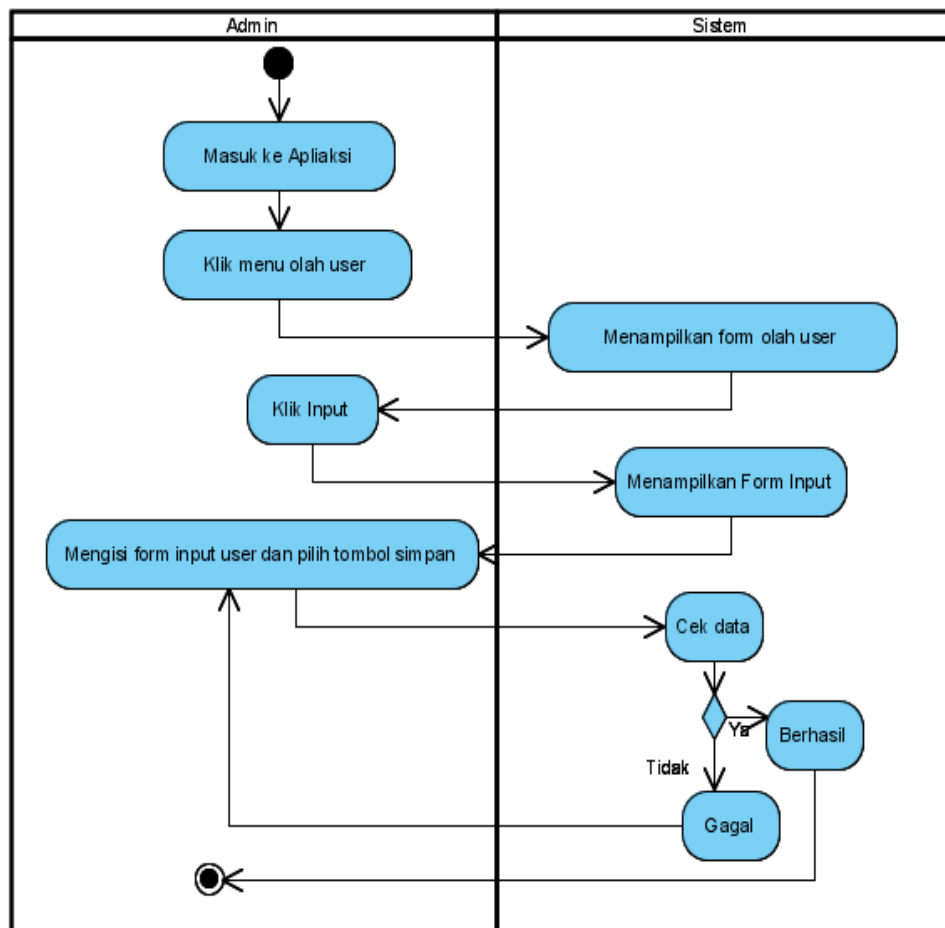 Admin
Sistem
Masuk ke Apliaksi
Klik menu olah user
Menampilkan form olah user
Klik Input
Menampilkan Form Input
Mengisi form input user dan pilih tombol simpan
Cek data
Ya
Berhasil
Tidak
Gagal